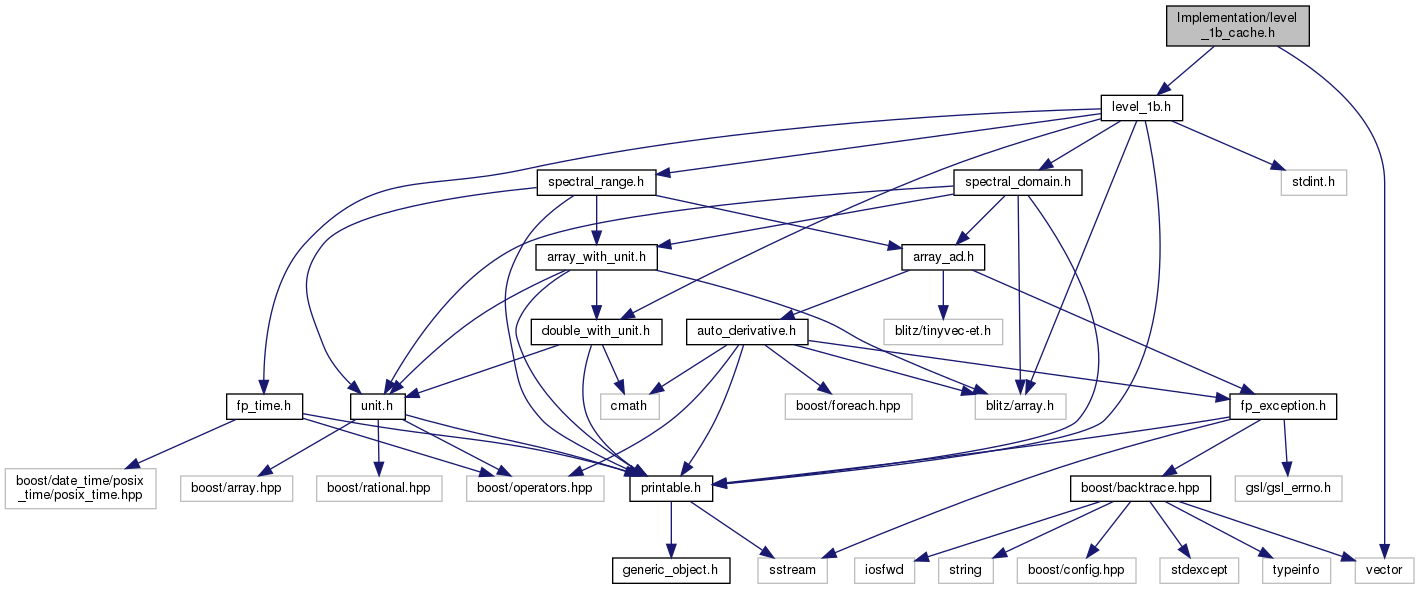 Implementation/level
_1b_cache.h
level_1b.h
spectral_range.h
spectral_domain.h
stdint.h
array_with_unit.h
array_ad.h
double_with_unit.h
auto_derivative.h
blitz/tinyvec-et.h
fp_time.h
unit.h
cmath
boost/foreach.hpp
blitz/array.h
fp_exception.h
boost/date_time/posix
_time/posix_time.hpp
boost/array.hpp
boost/rational.hpp
boost/operators.hpp
printable.h
boost/backtrace.hpp
gsl/gsl_errno.h
generic_object.h
sstream
iosfwd
string
boost/config.hpp
stdexcept
typeinfo
vector